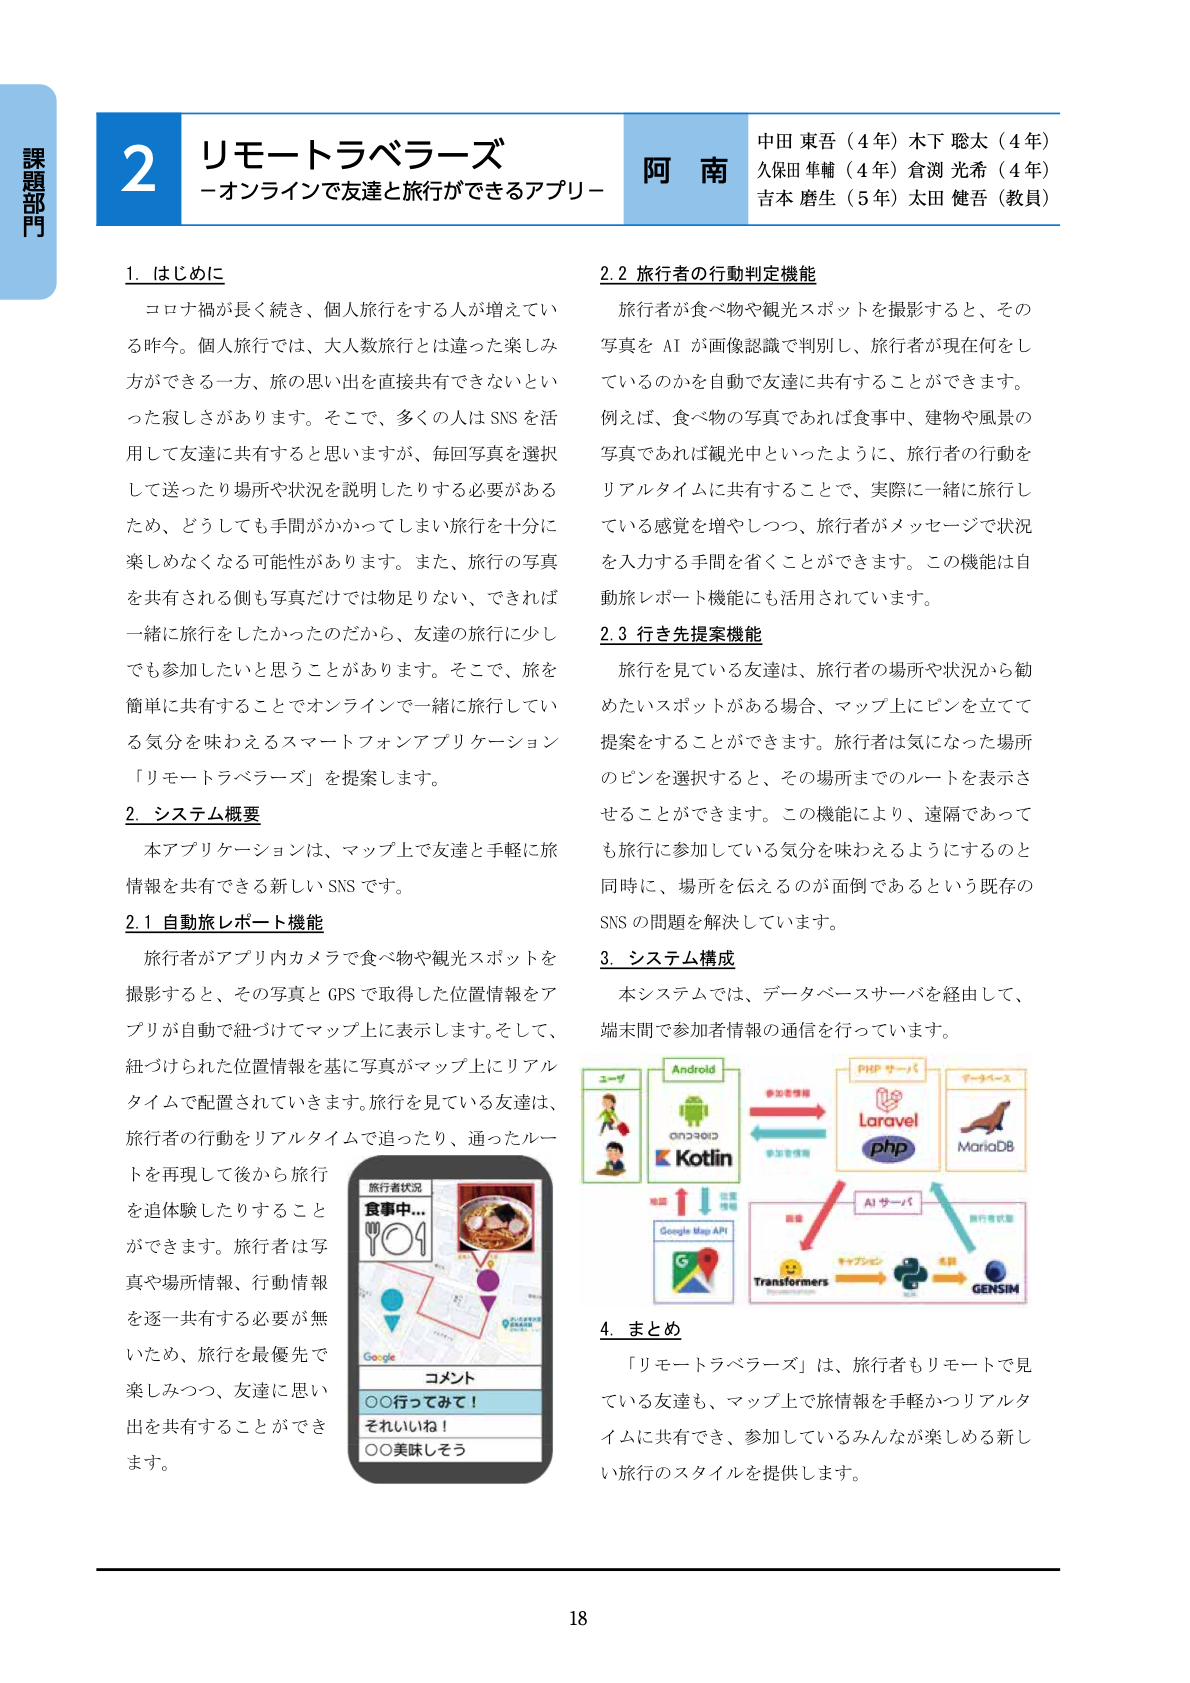 課題部門
2
リモートラベラーズ
－オンラインで友達と旅行ができるアプリ－
阿 南
中田 東吾（４年）木下 聡太（４年）
久保田 隼輔（４年）倉渕 光希（４年）
吉本 磨生（５年）太田 健吾（教員）
1. はじめに
コロナ禍が長く続き、個人旅行をする人が増えてい
る昨今。個人旅行では、大人数旅行とは違った楽しみ
方ができる一方、旅の思い出を直接共有できないとい
った寂しさがあります。そこで、多くの人は SNS を活
用して友達に共有すると思いますが、毎回写真を選択
して送ったり場所や状況を説明したりする必要がある
ため、どうしても手間がかかってしまい旅行を十分に
楽しめなくなる可能性があります。また、旅行の写真
を共有される側も写真だけでは物足りない、できれば
一緒に旅行をしたかったのだから、友達の旅行に少し
でも参加したいと思うことがあります。そこで、旅を
簡単に共有することでオンラインで一緒に旅行してい
る気分を味わえるスマートフォンアプリケーション
「リモートラベラーズ」を提案します。
2. システム概要
本アプリケーションは、マップ上で友達と手軽に旅
情報を共有できる新しい SNS です。
2.1 自動旅レポート機能
旅行者がアプリ内カメラで食べ物や観光スポットを
撮影すると、その写真と GPS で取得した位置情報をア
プリが自動で紐づけてマップ上に表示します。そして、
紐づけられた位置情報を基に写真がマップ上にリアル
タイムで配置されていきます。旅行を見ている友達は、
旅行者の行動をリアルタイムで追ったり、通ったルー
トを再現して後から旅行
を追体験したりすること
ができます。旅行者は写
真や場所情報、行動情報
を逐一共有する必要が無
いため、旅行を最優先で
楽しみつつ、友達に思い
出を共有することができ
ます。
旅行者状況
食事中...
Google
コメント
○○行ってみて！
それいいね！
○○美味しそう
2.2 旅行者の行動判定機能
旅行者が食べ物や観光スポットを撮影すると、その
写真を AI が画像認識で判別し、旅行者が現在何をし
ているのかを自動で友達に共有することができます。
例えば、食べ物の写真であれば食事中、建物や風景の
写真であれば観光中といったように、旅行者の行動を
リアルタイムに共有することで、実際に一緒に旅行し
ている感覚を増やしつつ、旅行者がメッセージで状況
を入力する手間を省くことができます。この機能は自
動旅レポート機能にも活用されています。
2.3 行き先提案機能
旅行を見ている友達は、旅行者の場所や状況から勧
めたいスポットがある場合、マップ上にピンを立てて
提案をすることができます。旅行者は気になった場所
のピンを選択すると、その場所までのルートを表示さ
せることができます。この機能により、遠隔であって
も旅行に参加している気分を味わえるようにするのと
同時に、場所を伝えるのが面倒であるという既存の
SNS の問題を解決しています。
3. システム構成
本システムでは、データベースサーバを経由して、
端末間で参加者情報の通信を行っています。
ユーザ
Android
android
Kotlin
参加者情報
参加者情報
PHP サーバ
Laravel
php
データベース
MariaDB
地図
位置
情報
Google Map API
AI サーバ
画像
旅行者状態
Transformers
キャプション
名詞
GENSIM
4. まとめ
「リモートラベラーズ」は、旅行者もリモートで見
ている友達も、マップ上で旅情報を手軽かつリアルタ
イムに共有でき、参加しているみんなが楽しめる新し
い旅行のスタイルを提供します。
18